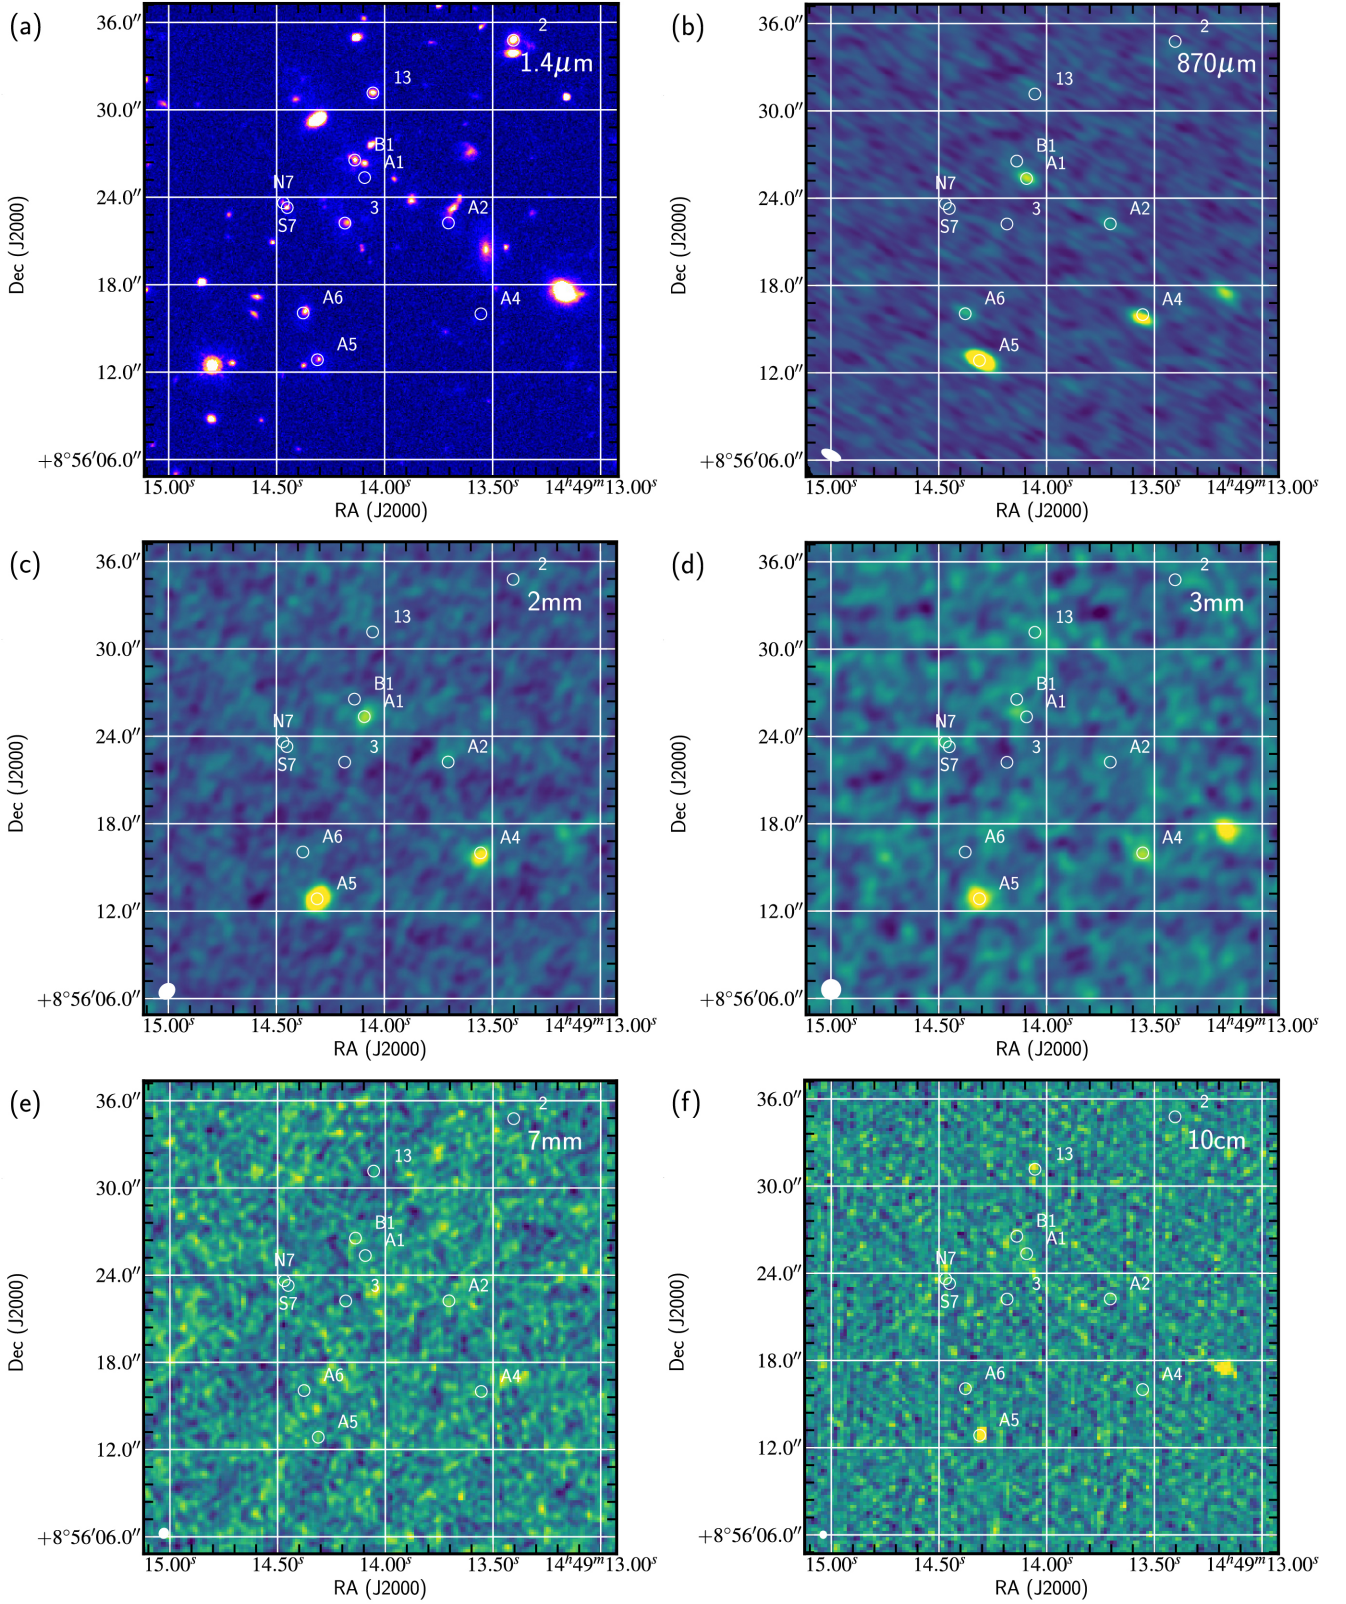 (a)
36.0″
30.0″
24.0″
18.0″
12.0″
+8°56′06.0″
Dec (J2000)
2
1.4μm
13
B1
A1
N7
S7
3
A2
A6
A4
A5
15.00ˢ 14.50ˢ 14.00ˢ 13.50ˢ 14ʰ49ᵐ13.00ˢ
RA (J2000)
(b)
36.0″
30.0″
24.0″
18.0″
12.0″
+8°56′06.0″
Dec (J2000)
2
870μm
13
B1
A1
N7
S7
3
A2
A6
A4
A5
15.00ˢ 14.50ˢ 14.00ˢ 13.50ˢ 14ʰ49ᵐ13.00ˢ
RA (J2000)
(c)
36.0″
30.0″
24.0″
18.0″
12.0″
+8°56′06.0″
Dec (J2000)
2
2mm
13
B1
A1
N7
S7
3
A2
A6
A4
A5
15.00ˢ 14.50ˢ 14.00ˢ 13.50ˢ 14ʰ49ᵐ13.00ˢ
RA (J2000)
(d)
36.0″
30.0″
24.0″
18.0″
12.0″
+8°56′06.0″
Dec (J2000)
2
3mm
13
B1
A1
N7
S7
3
A2
A6
A4
A5
15.00ˢ 14.50ˢ 14.00ˢ 13.50ˢ 14ʰ49ᵐ13.00ˢ
RA (J2000)
(e)
36.0″
30.0″
24.0″
18.0″
12.0″
+8°56′06.0″
Dec (J2000)
2
7mm
13
B1
A1
N7
S7
3
A2
A6
A4
A5
15.00ˢ 14.50ˢ 14.00ˢ 13.50ˢ 14ʰ49ᵐ13.00ˢ
RA (J2000)
(f)
36.0″
30.0″
24.0″
18.0″
12.0″
+8°56′06.0″
Dec (J2000)
2
10cm
13
B1
A1
N7
S7
3
A2
A6
A4
A5
15.00ˢ 14.50ˢ 14.00ˢ 13.50ˢ 14ʰ49ᵐ13.00ˢ
RA (J2000)